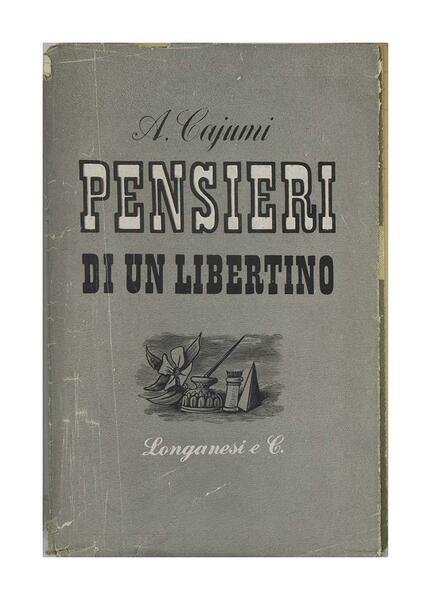 A. Cajumi
PENSIERI
DI UN LIBERTINO
Longanesi e C.